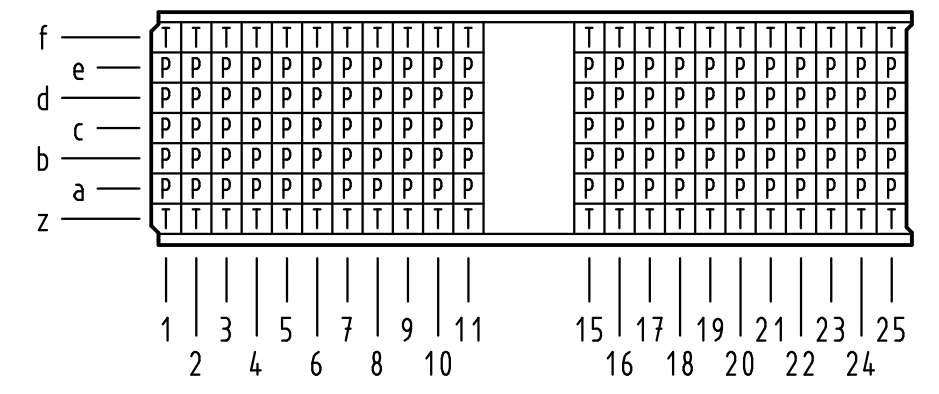 f T T T T T T T T T T T T T T T T T T T T T T
e P P P P P P P P P P P P P P P P P P P P P P
d P P P P P P P P P P P P P P P P P P P P P P
c P P P P P P P P P P P P P P P P P P P P P P
b P P P P P P P P P P P P P P P P P P P P P P
a P P P P P P P P P P P P P P P P P P P P P P
z T T T T T T T T T T T T T T T T T T T T T T
1 3 5 7 9 11 15 17 19 21 23 25
2 4 6 8 10 16 18 20 22 24